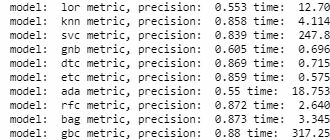 model:  lor metric, precision:  0.553 time:  12.70
model:  knn metric, precision:  0.858 time:  4.114
model:  svc metric, precision:  0.839 time:  247.8
model:  gnb metric, precision:  0.605 time:  0.696
model:  dtc metric, precision:  0.869 time:  0.715
model:  etc metric, precision:  0.859 time:  0.575
model:  ada metric, precision:  0.55 time:  18.753
model:  rfc metric, precision:  0.872 time:  2.640
model:  bag metric, precision:  0.873 time:  3.345
model:  gbc metric, precision:  0.88 time:  317.25